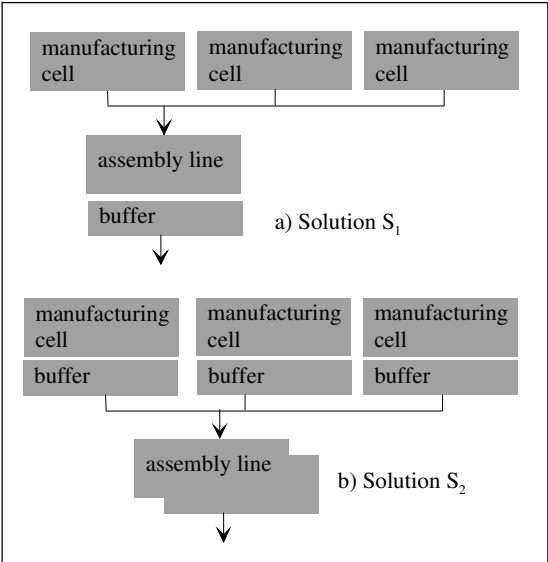 manufacturing cell
manufacturing cell
manufacturing cell
assembly line
buffer
a) Solution S₁
manufacturing cell
manufacturing cell
manufacturing cell
buffer
buffer
buffer
assembly line
b) Solution S₂